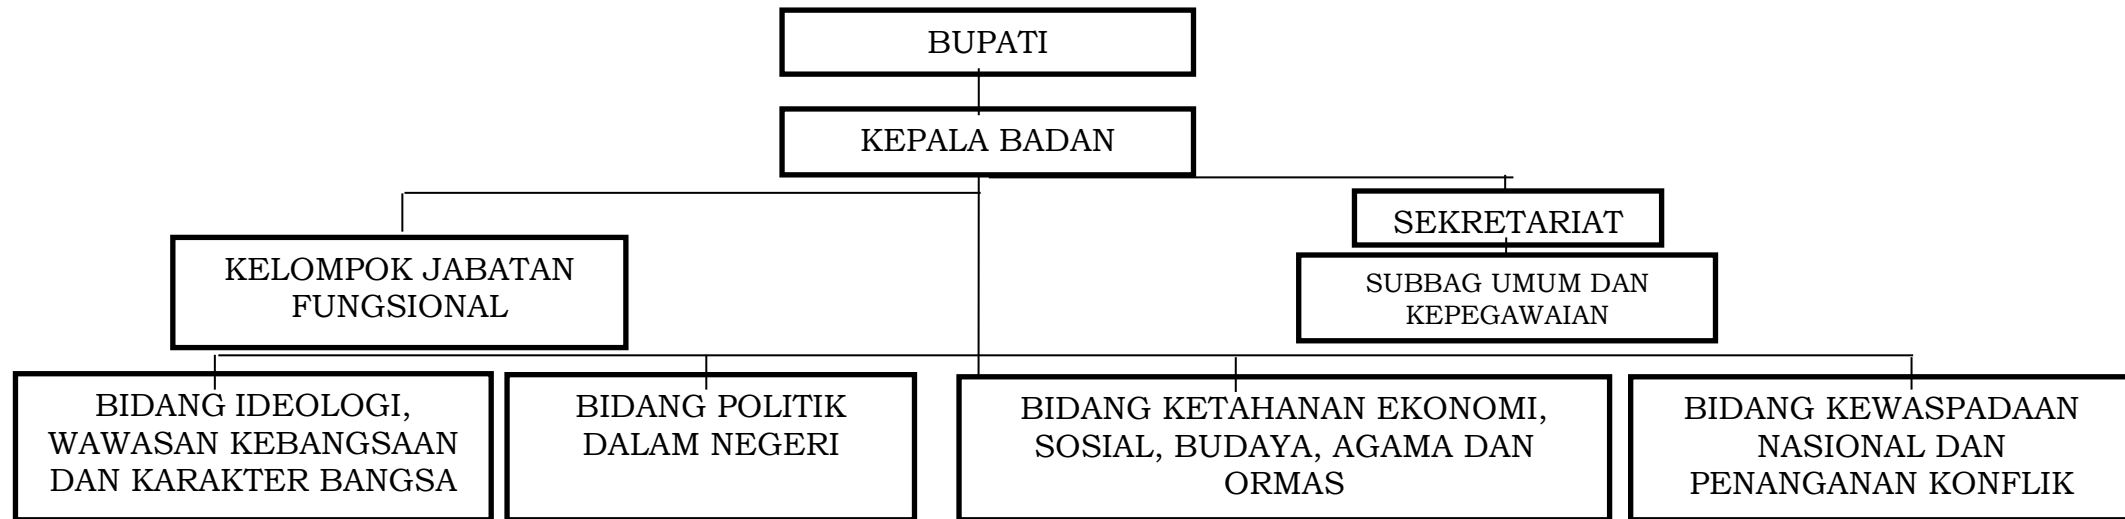 BUPATI
KEPALA BADAN
SEKRETARIAT
KELOMPOK JABATAN
FUNGSIONAL
SUBBAG UMUM DAN
KEPEGAWAIAN
BIDANG IDEOLOGI,
WAWASAN KEBANGSAAN
DAN KARAKTER BANGSA
BIDANG POLITIK
DALAM NEGERI
BIDANG KETAHANAN EKONOMI,
SOSIAL, BUDAYA, AGAMA DAN
ORMAS
BIDANG KEWASPADAAN
NASIONAL DAN
PENANGANAN KONFLIK